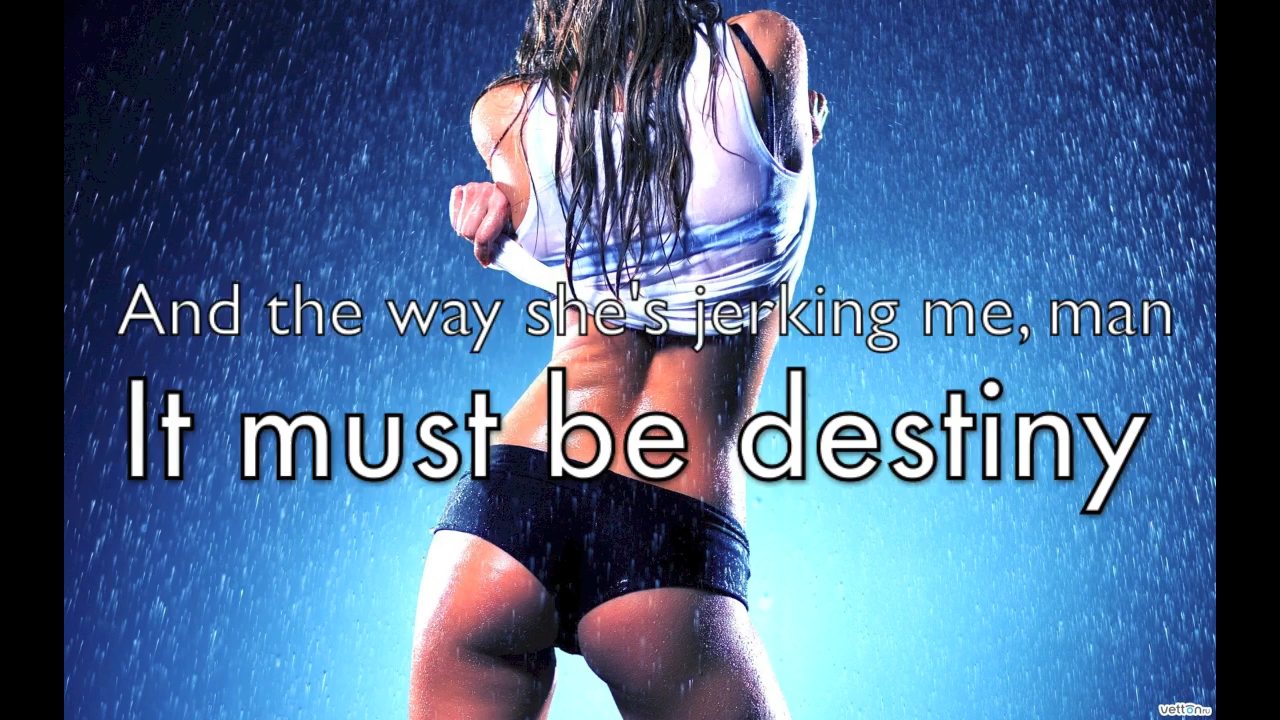 And the way she's jerking me, man
It must be destiny
vetton.ru